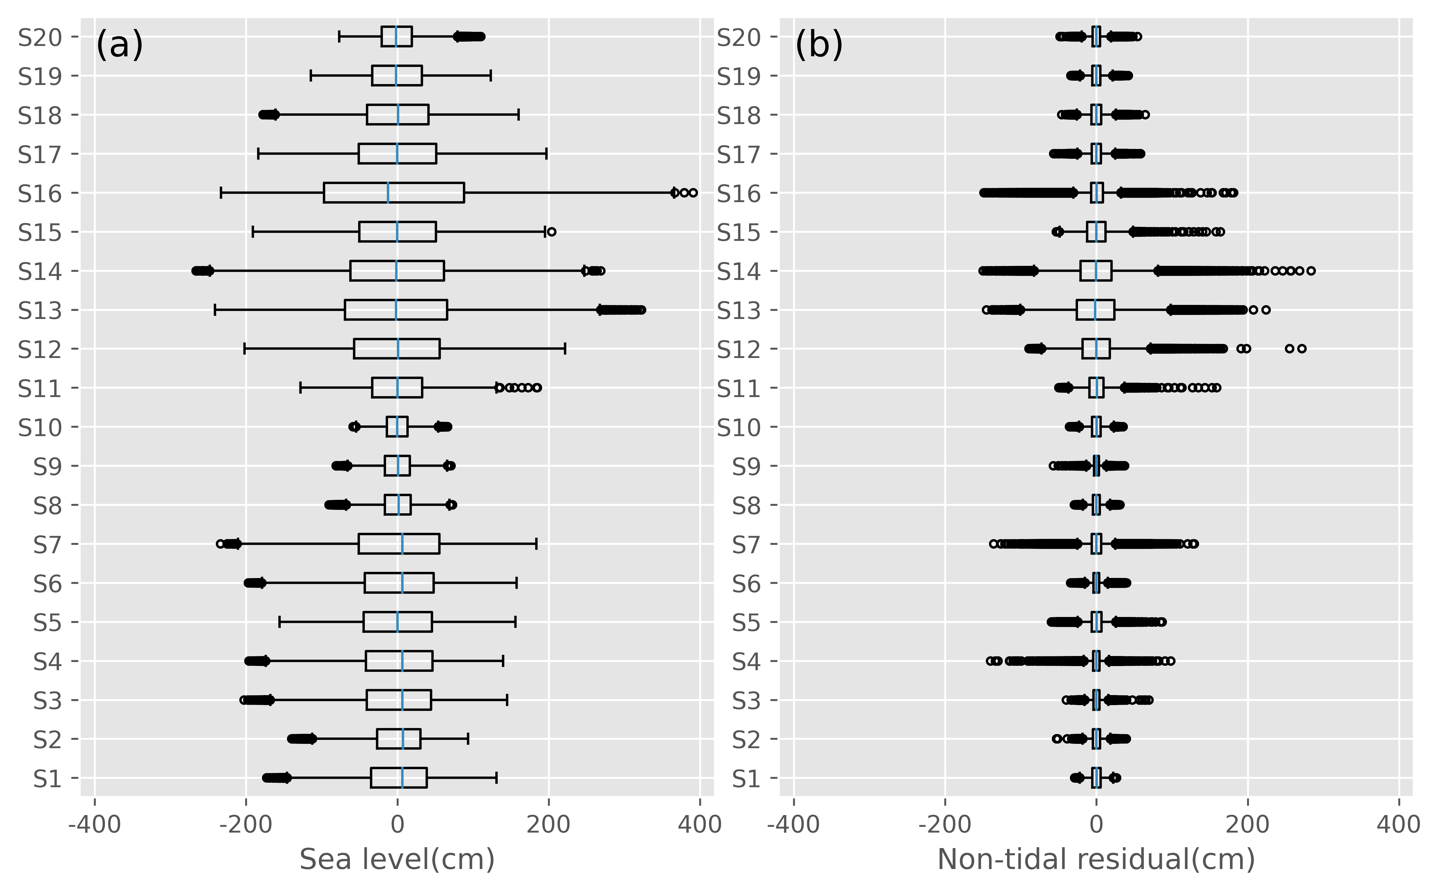 (a)
S20
S19
S18
S17
S16
S15
S14
S13
S12
S11
S10
S9
S8
S7
S6
S5
S4
S3
S2
S1
-400 -200 0 200 400
Sea level(cm)
(b)
S20
S19
S18
S17
S16
S15
S14
S13
S12
S11
S10
S9
S8
S7
S6
S5
S4
S3
S2
S1
-400 -200 0 200 400
Non-tidal residual(cm)